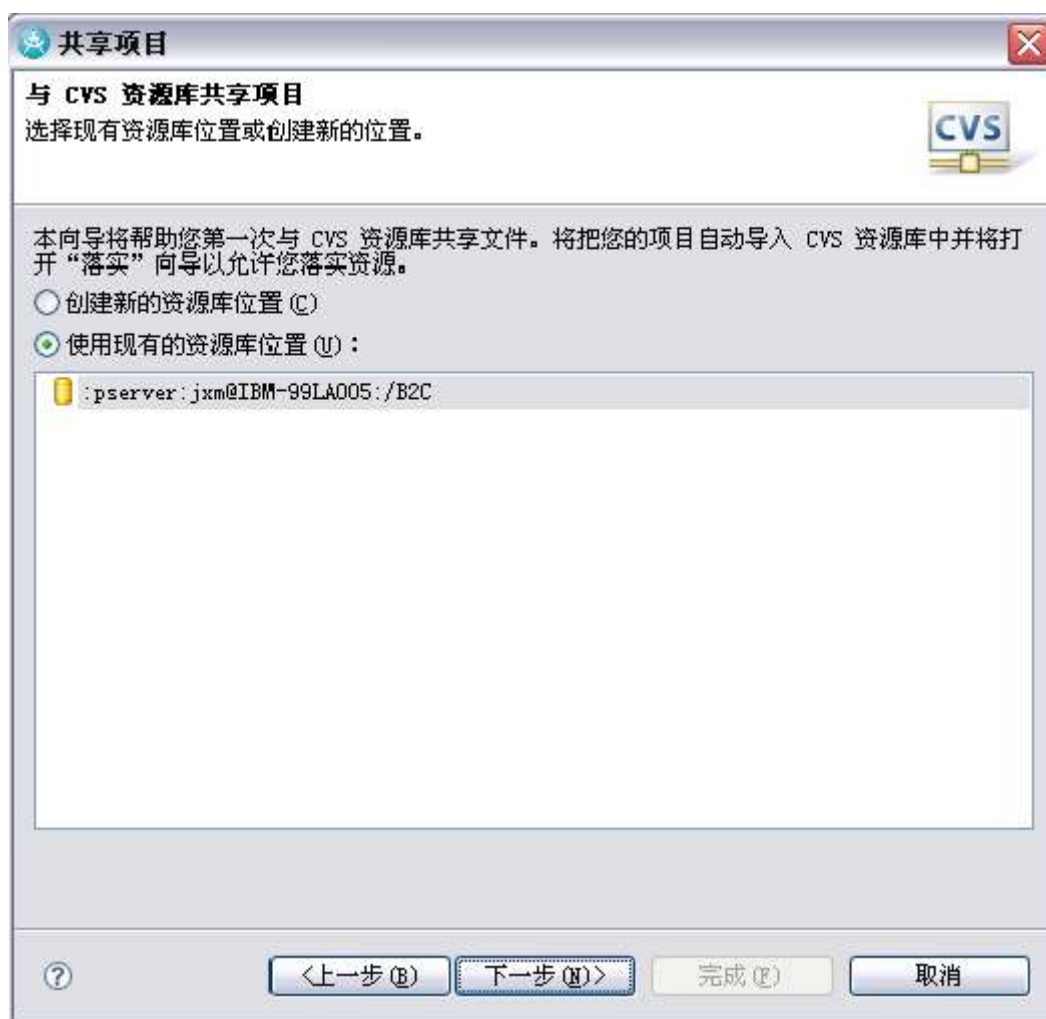 共享项目
与 CVS 资源库共享项目
选择现有资源库位置或创建新的位置。
CVS
本向导将帮助您第一次与 CVS 资源库共享文件。将把您的项目自动导入 CVS 资源库中并将打
开“落实”向导以允许您落实资源。
创建新的资源库位置(C)
使用现有的资源库位置(U)：
:pserver:jxm@IBM-99LA005:/B2C
? <上一步(B) 下一步(N)> 完成(F) 取消